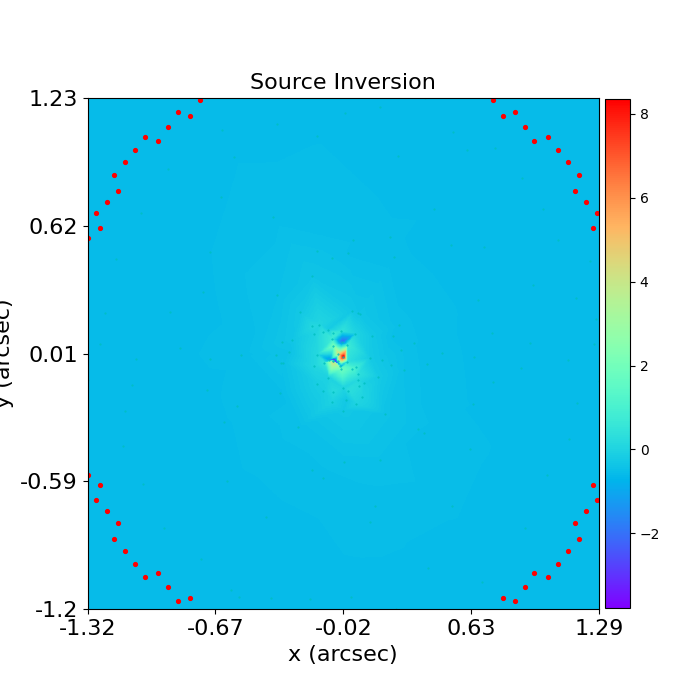 Source Inversion
1.23
0.62
0.01
-0.59
-1.2
y (arcsec)
-1.32 -0.67 -0.02 0.63 1.29
x (arcsec)
8
6
4
2
0
−2